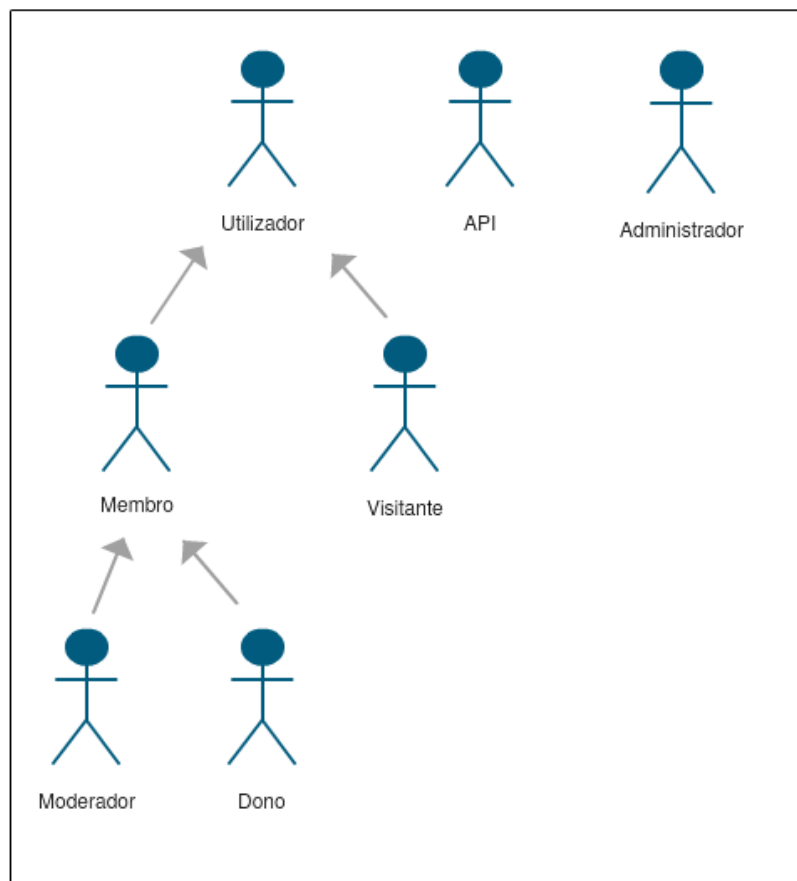 Utilizador
API
Administrador
Membro
Visitante
Moderador
Dono